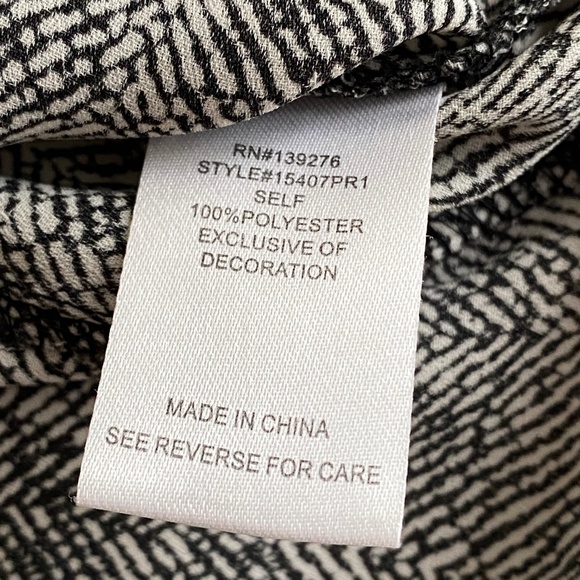 RN#139276
STYLE#15407PR1
SELF
100%POLYESTER
EXCLUSIVE OF
DECORATION
MADE IN CHINA
SEE REVERSE FOR CARE